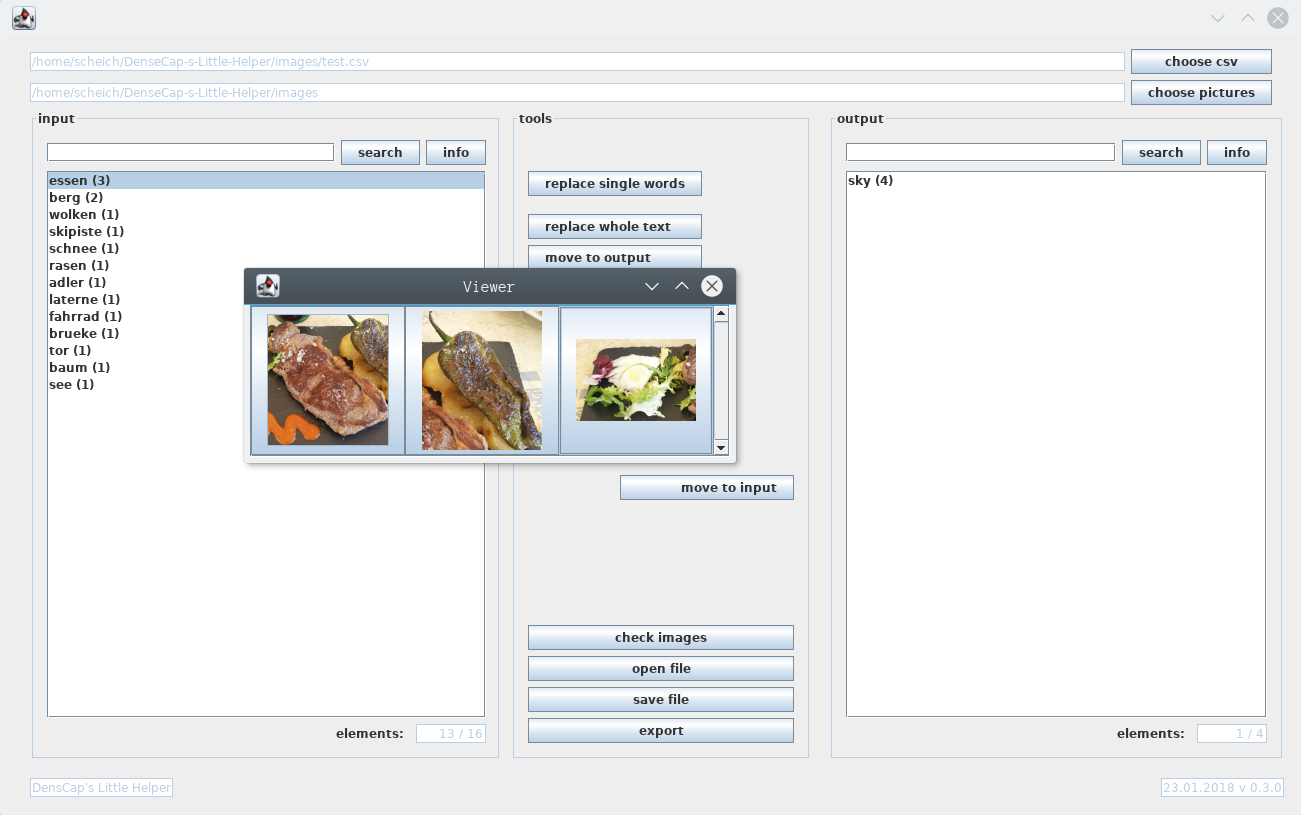 /home/scheich/DenseCap-s-Little-Helper/images/test.csv
choose csv
/home/scheich/DenseCap-s-Little-Helper/images
choose pictures
input
search
info
essen (3)
berg (2)
wolken (1)
skipiste (1)
schnee (1)
rasen (1)
adler (1)
laterne (1)
fahrrad (1)
brueke (1)
tor (1)
baum (1)
see (1)
elements:
13 / 16
tools
replace single words
replace whole text
move to output
Viewer
move to input
check images
open file
save file
export
output
search
info
sky (4)
elements:
1 / 4
DensCap's Little Helper
23.01.2018 v 0.3.0